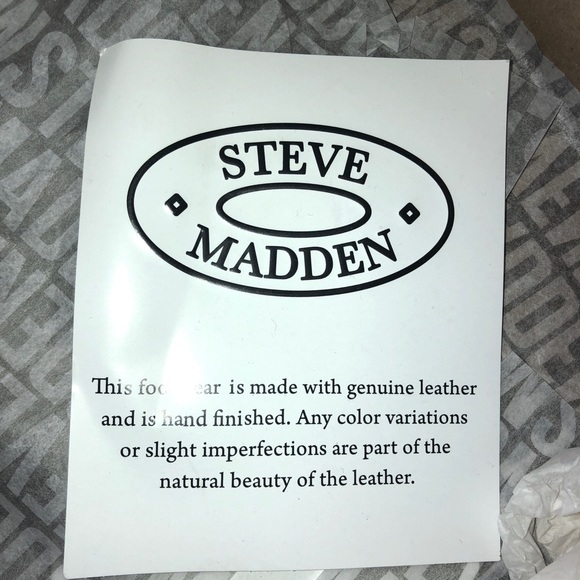 STEVE
MADDEN
This footwear is made with genuine leather
and is hand finished. Any color variations
or slight imperfections are part of the
natural beauty of the leather.